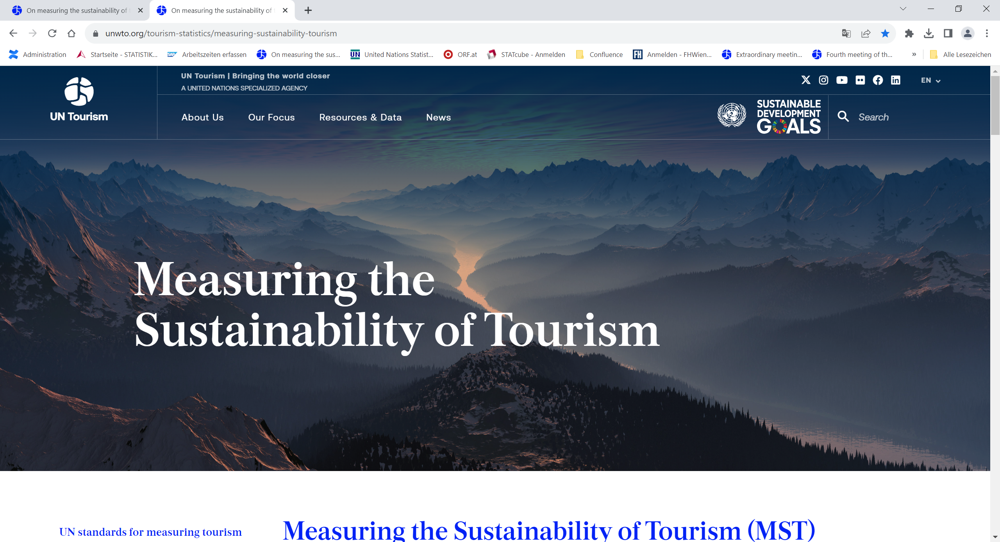 On measuring the sustainability of
On measuring the sustainability of
unwto.org/tourism-statistics/measuring-sustainability-tourism
Administration
Startseite - STATISTIK...
SAP
Arbeitszeiten erfassen
On measuring the sus...
UN
United Nations Statist...
ORF.at
STATcube - Anmelden
Confluence
FH
Anmelden - FHWien...
Extraordinary meetin...
Fourth meeting of th...
»
Alle Lesezeichen
UN Tourism
UN Tourism | Bringing the world closer
A UNITED NATIONS SPECIALIZED AGENCY
EN
About Us
Our Focus
Resources & Data
News
SUSTAINABLE
DEVELOPMENT
GOALS
Search
Measuring the
Sustainability of Tourism
UN standards for measuring tourism
Measuring the Sustainability of Tourism (MST)